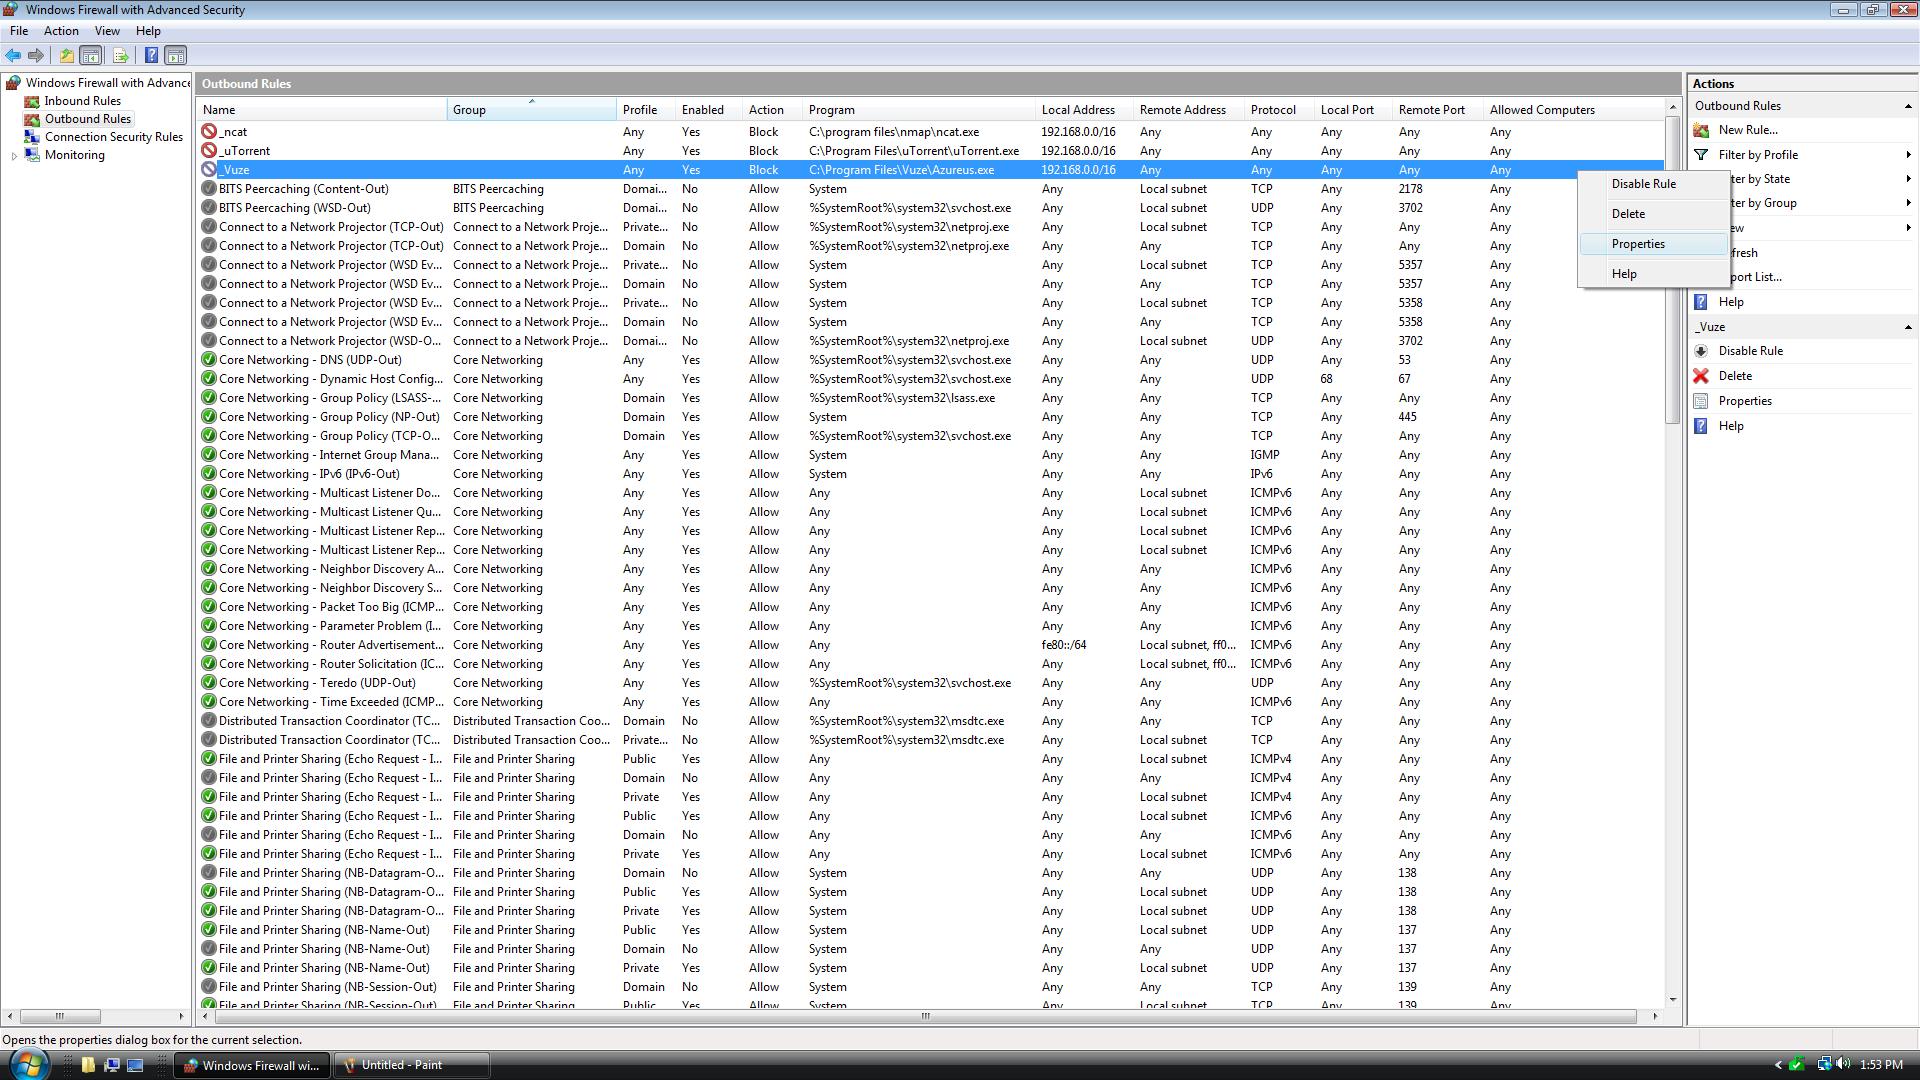 Windows Firewall with Advanced Security
File Action View Help
Windows Firewall with Advance
Inbound Rules
Outbound Rules
Connection Security Rules
Monitoring
Outbound Rules
Name Group Profile Enabled Action Program Local Address Remote Address Protocol Local Port Remote Port Allowed Computers
_ncat Any Yes Block C:\program files\nmap\ncat.exe 192.168.0.0/16 Any Any Any Any Any
_uTorrent Any Yes Block C:\Program Files\uTorrent\uTorrent.exe 192.168.0.0/16 Any Any Any Any Any
_Vuze Any Yes Block C:\Program Files\Vuze\Azureus.exe 192.168.0.0/16 Any Any Any Any Any
BITS Peercaching (Content-Out) BITS Peercaching Domai... No Allow System Any Local subnet TCP Any 2178 Any
BITS Peercaching (WSD-Out) BITS Peercaching Domai... No Allow %SystemRoot%\system32\svchost.exe Any Local subnet UDP Any 3702 Any
Connect to a Network Projector (TCP-Out) Connect to a Network Proje... Private... No Allow %SystemRoot%\system32\netproj.exe Any Local subnet TCP Any Any Any
Connect to a Network Projector (TCP-Out) Connect to a Network Proje... Domain No Allow %SystemRoot%\system32\netproj.exe Any Any TCP Any Any Any
Connect to a Network Projector (WSD Ev... Connect to a Network Proje... Private... No Allow System Any Local subnet TCP Any 5357 Any
Connect to a Network Projector (WSD Ev... Connect to a Network Proje... Domain No Allow System Any Any TCP Any 5357 Any
Connect to a Network Projector (WSD Ev... Connect to a Network Proje... Private... No Allow System Any Local subnet TCP Any 5358 Any
Connect to a Network Projector (WSD Ev... Connect to a Network Proje... Domain No Allow System Any Any TCP Any 5358 Any
Connect to a Network Projector (WSD-O... Connect to a Network Proje... Domai... No Allow %SystemRoot%\system32\netproj.exe Any Local subnet UDP Any 3702 Any
Core Networking - DNS (UDP-Out) Core Networking Any Yes Allow %SystemRoot%\system32\svchost.exe Any Any UDP Any 53 Any
Core Networking - Dynamic Host Config... Core Networking Any Yes Allow %SystemRoot%\system32\svchost.exe Any Any UDP 68 67 Any
Core Networking - Group Policy (LSASS-... Core Networking Domain Yes Allow %SystemRoot%\system32\lsass.exe Any Any TCP Any Any Any
Core Networking - Group Policy (NP-Out) Core Networking Domain Yes Allow System Any Any TCP Any 445 Any
Core Networking - Group Policy (TCP-O... Core Networking Domain Yes Allow %SystemRoot%\system32\svchost.exe Any Any TCP Any Any Any
Core Networking - Internet Group Mana... Core Networking Any Yes Allow System Any Any IGMP Any Any Any
Core Networking - IPv6 (IPv6-Out) Core Networking Any Yes Allow System Any Any IPv6 Any Any Any
Core Networking - Multicast Listener Do... Core Networking Any Yes Allow Any Any Local subnet ICMPv6 Any Any Any
Core Networking - Multicast Listener Qu... Core Networking Any Yes Allow Any Any Local subnet ICMPv6 Any Any Any
Core Networking - Multicast Listener Rep... Core Networking Any Yes Allow Any Any Local subnet ICMPv6 Any Any Any
Core Networking - Multicast Listener Rep... Core Networking Any Yes Allow Any Any Local subnet ICMPv6 Any Any Any
Core Networking - Neighbor Discovery A... Core Networking Any Yes Allow Any Any Any ICMPv6 Any Any Any
Core Networking - Neighbor Discovery S... Core Networking Any Yes Allow Any Any Any ICMPv6 Any Any Any
Core Networking - Packet Too Big (ICMP... Core Networking Any Yes Allow Any Any Any ICMPv6 Any Any Any
Core Networking - Parameter Problem (I... Core Networking Any Yes Allow Any Any Any ICMPv6 Any Any Any
Core Networking - Router Advertisement... Core Networking Any Yes Allow Any fe80::/64 Local subnet, ff0... ICMPv6 Any Any Any
Core Networking - Router Solicitation (IC... Core Networking Any Yes Allow Any Any Local subnet, ff0... ICMPv6 Any Any Any
Core Networking - Teredo (UDP-Out) Core Networking Any Yes Allow %SystemRoot%\system32\svchost.exe Any Any UDP Any Any Any
Core Networking - Time Exceeded (ICMP... Core Networking Any Yes Allow Any Any Any ICMPv6 Any Any Any
Distributed Transaction Coordinator (TC... Distributed Transaction Coo... Domain No Allow %SystemRoot%\system32\msdtc.exe Any Any TCP Any Any Any
Distributed Transaction Coordinator (TC... Distributed Transaction Coo... Private... No Allow %SystemRoot%\system32\msdtc.exe Any Local subnet TCP Any Any Any
File and Printer Sharing (Echo Request - I... File and Printer Sharing Public Yes Allow Any Any Local subnet ICMPv4 Any Any Any
File and Printer Sharing (Echo Request - I... File and Printer Sharing Domain No Allow Any Any Any ICMPv4 Any Any Any
File and Printer Sharing (Echo Request - I... File and Printer Sharing Private Yes Allow Any Any Local subnet ICMPv4 Any Any Any
File and Printer Sharing (Echo Request - I... File and Printer Sharing Public Yes Allow Any Any Local subnet ICMPv6 Any Any Any
File and Printer Sharing (Echo Request - I... File and Printer Sharing Domain No Allow Any Any Any ICMPv6 Any Any Any
File and Printer Sharing (Echo Request - I... File and Printer Sharing Private Yes Allow Any Any Local subnet ICMPv6 Any Any Any
File and Printer Sharing (NB-Datagram-O... File and Printer Sharing Domain No Allow System Any Any UDP Any 138 Any
File and Printer Sharing (NB-Datagram-O... File and Printer Sharing Public Yes Allow System Any Local subnet UDP Any 138 Any
File and Printer Sharing (NB-Datagram-O... File and Printer Sharing Private Yes Allow System Any Local subnet UDP Any 138 Any
File and Printer Sharing (NB-Name-Out) File and Printer Sharing Public Yes Allow System Any Local subnet UDP Any 137 Any
File and Printer Sharing (NB-Name-Out) File and Printer Sharing Domain No Allow System Any Any UDP Any 137 Any
File and Printer Sharing (NB-Name-Out) File and Printer Sharing Private Yes Allow System Any Local subnet UDP Any 137 Any
File and Printer Sharing (NB-Session-Out) File and Printer Sharing Domain No Allow System Any Any TCP Any 139 Any
File and Printer Sharing (NB-Session-Out) File and Printer Sharing Public Yes Allow System Any Local subnet TCP Any 139 Any
Disable Rule
Delete
Properties
Help
Actions
Outbound Rules
New Rule...
Filter by Profile
ter by State
ter by Group
ew
fresh
port List...
Help
_Vuze
Disable Rule
Delete
Properties
Help
Opens the properties dialog box for the current selection.
Windows Firewall wi...
Untitled - Paint
1:53 PM